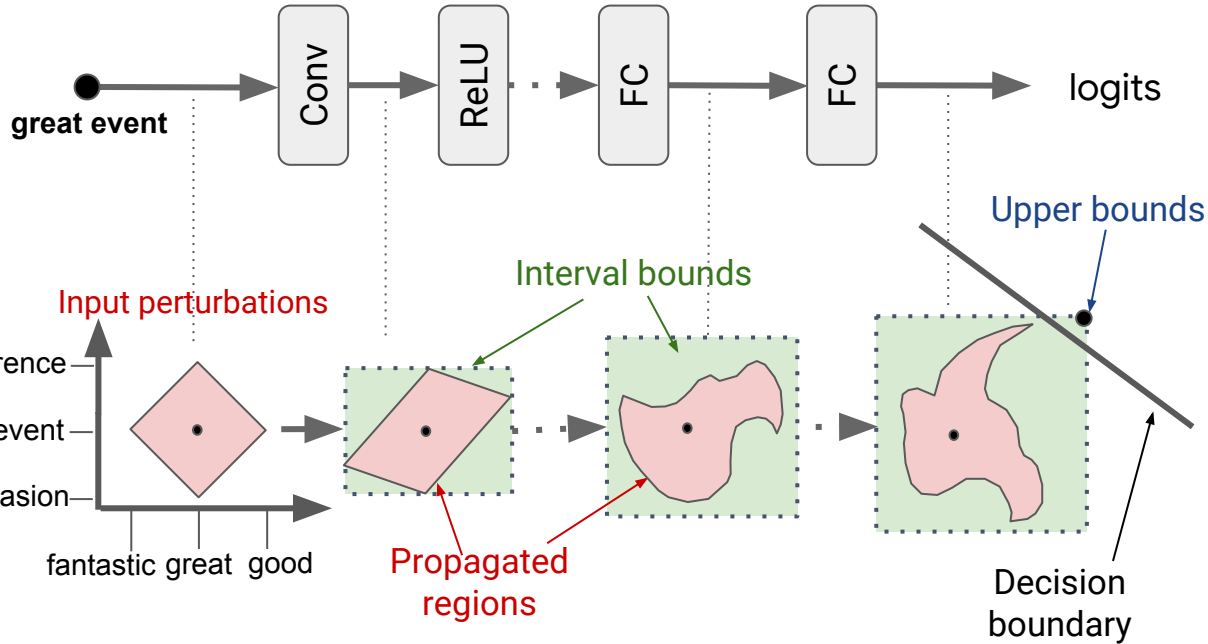 Conv
ReLU
FC
FC
logits
great event
Upper bounds
Interval bounds
Input perturbations
rence
event
asion
fantastic great good
Propagated
regions
Decision
boundary